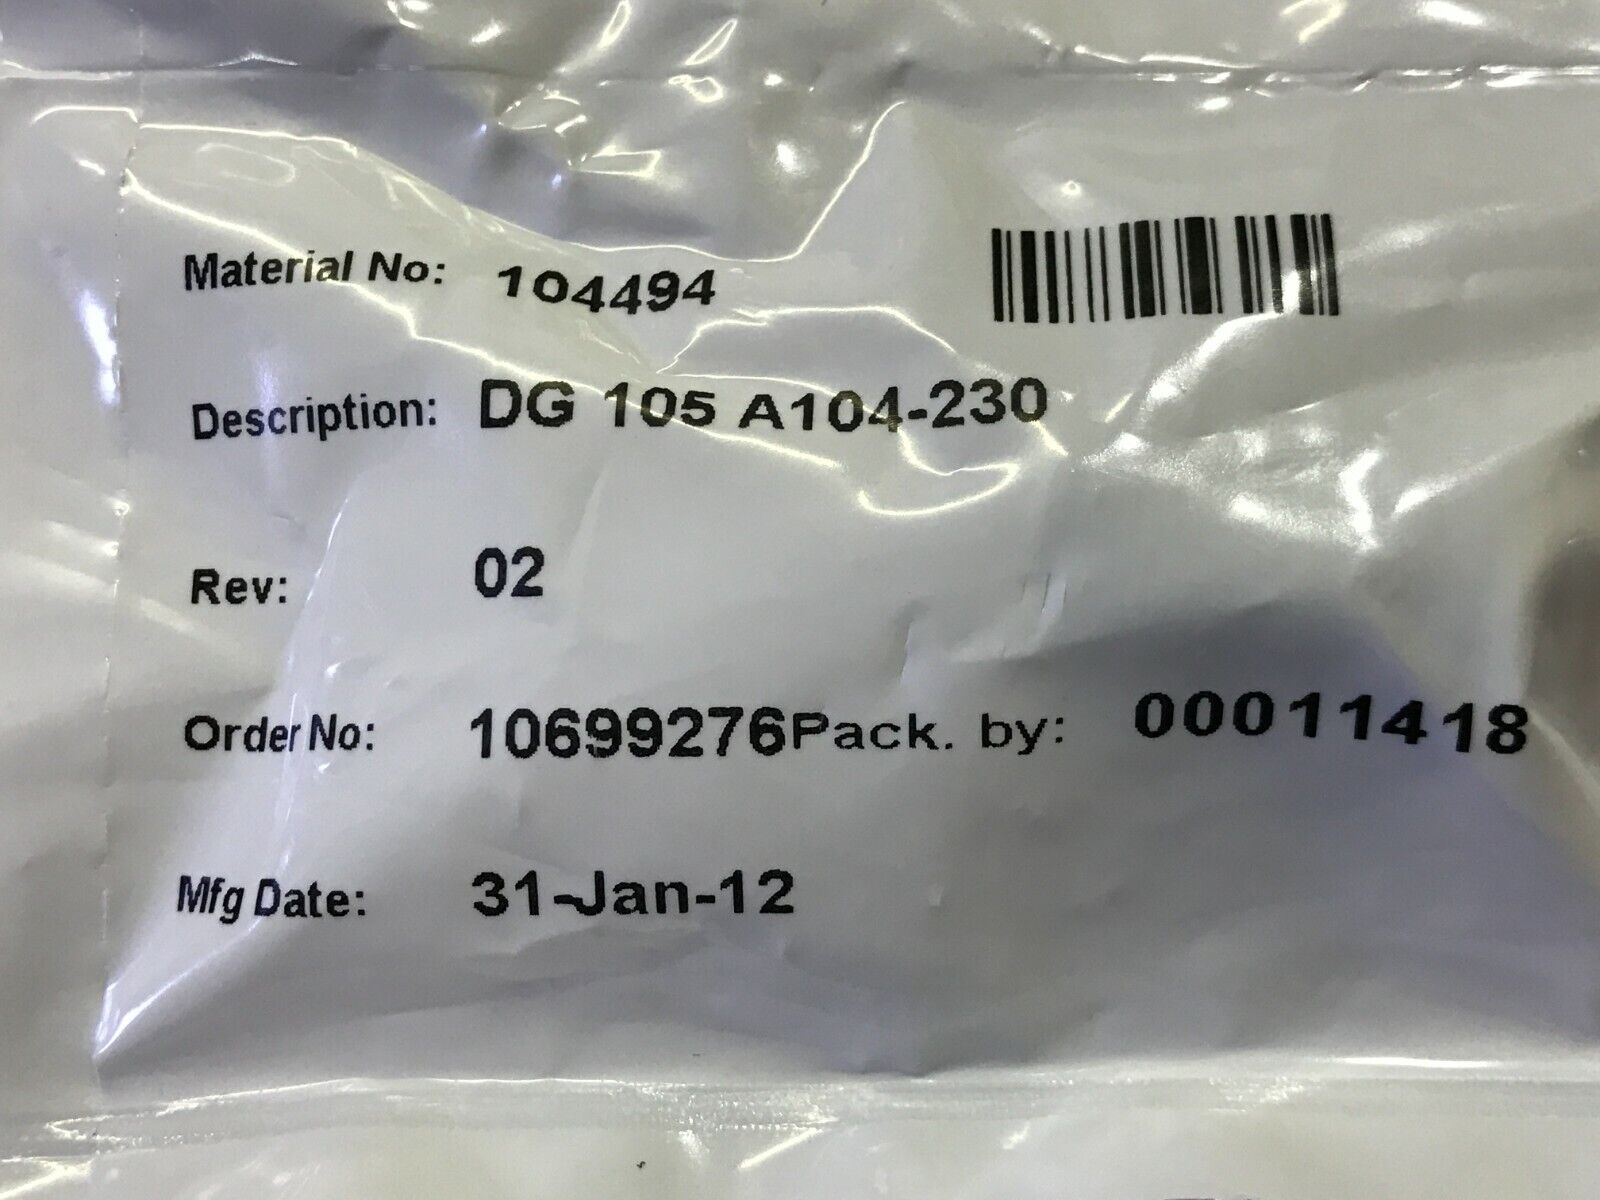 Material No: 104494
Description: DG 105 A104-230
Rev: 02
Order No: 10699276Pack. by: 00011418
Mfg Date: 31-Jan-12